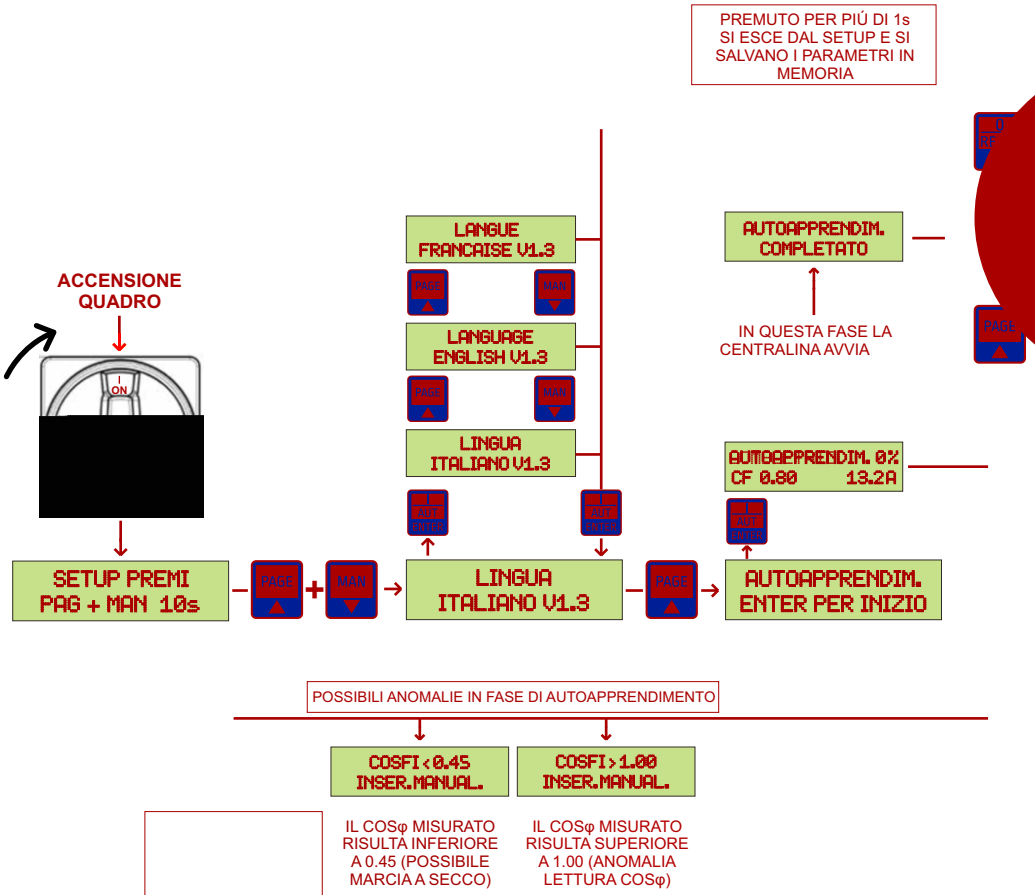 PREMUTO PER PIÚ DI 1s
SI ESCE DAL SETUP E SI
SALVANO I PARAMETRI IN
MEMORIA
0
LANGUE
FRANCAISE V1.3
PAGE
MAN
LANGUAGE
ENGLISH V1.3
PAGE
MAN
LINGUA
ITALIANO V1.3
I
AUT
ENTER
I
AUT
ENTER
AUTOAPPRENDIM.
COMPLETATO
IN QUESTA FASE LA
CENTRALINA AVVIA
PAGE
ACCENSIONE
QUADRO
I
ON
AUTOAPPRENDIM. 0%
CF 0.80 13.2A
I
AUT
ENTER
SETUP PREMI
PAG + MAN 10s
PAGE
+
MAN
LINGUA
ITALIANO V1.3
PAGE
AUTOAPPRENDIM.
ENTER PER INIZIO
POSSIBILI ANOMALIE IN FASE DI AUTOAPPRENDIMENTO
COSFI<0.45
INSER.MANUAL.
COSFI>1.00
INSER.MANUAL.
IL COSφ MISURATO
RISULTA INFERIORE
A 0.45 (POSSIBILE
MARCIA A SECCO)
IL COSφ MISURATO
RISULTA SUPERIORE
A 1.00 (ANOMALIA
LETTURA COSφ)